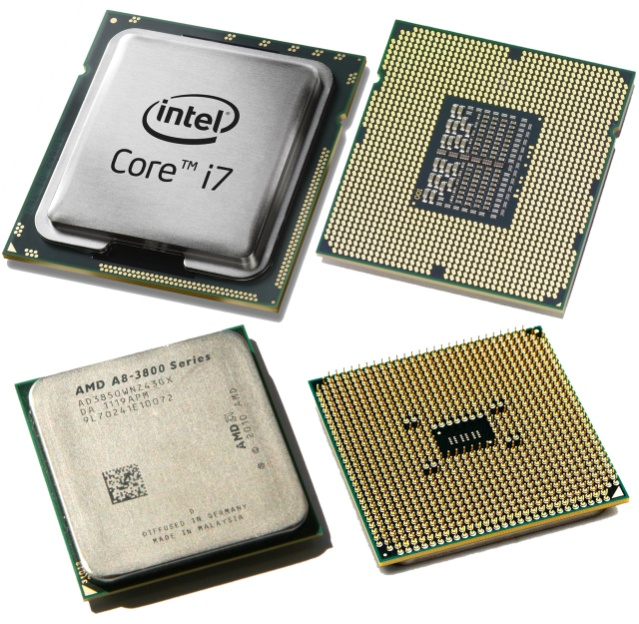 intel
Core™ i7
AMD A8-3800 Series
AD3850WNZ43GX
DA 1119APM
9L70241E10072
AMD
© 2010 AMD
D
DIFFUSED IN GERMANY
MADE IN MALAYSIA